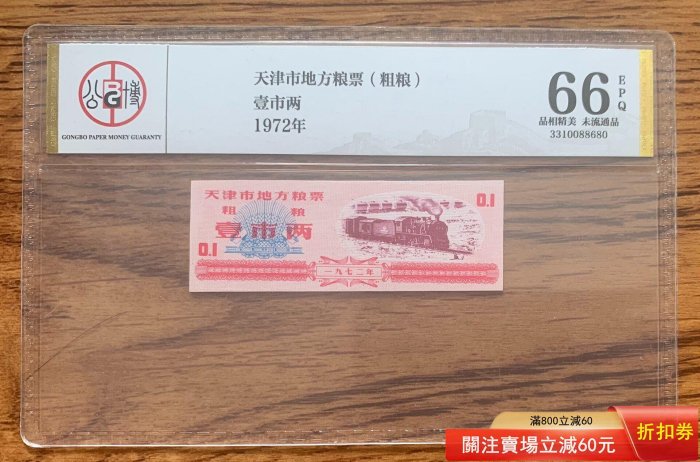 公博
BG
GONGBO PAPER MONEY GUARANTY
天津市地方粮票（粗粮）
壹市两
1972年
66 EPQ
品相精美 未流通品
3310088680
天津市地方粮票
粗 粮
壹市两
0.1
0.1
一九七二年
滿800立減60
關注賣場立減60元
折扣券